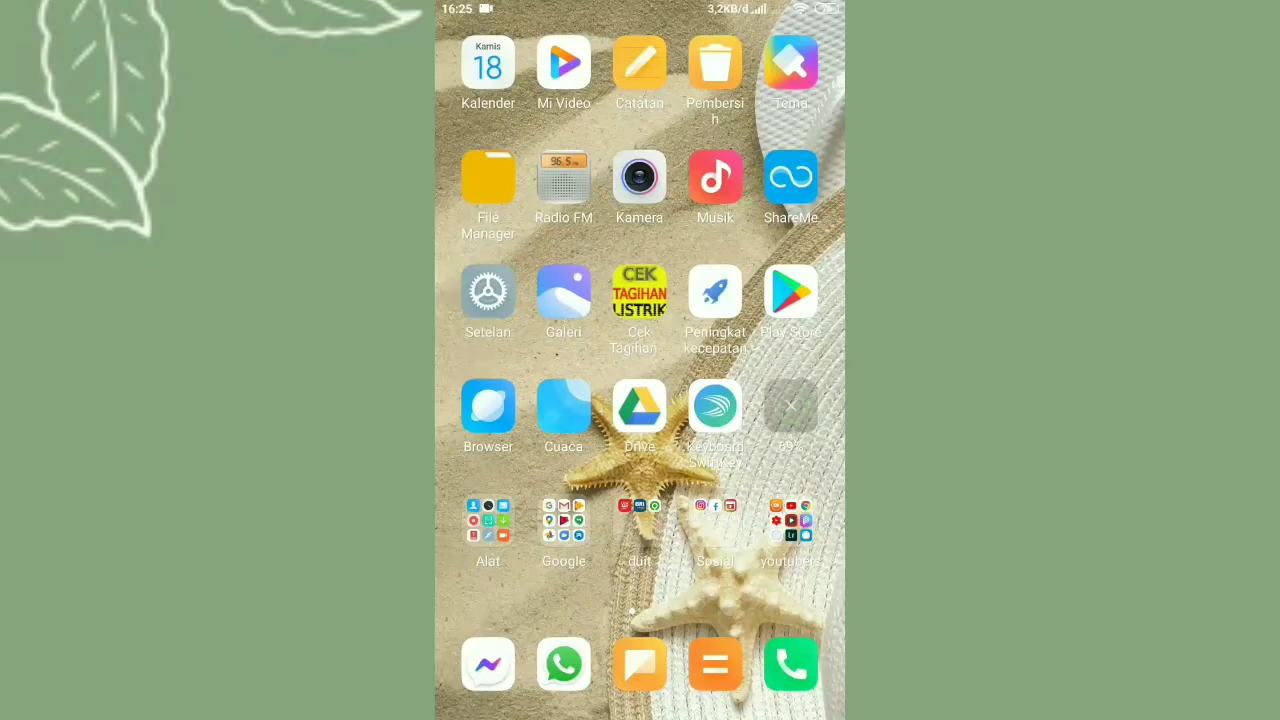 16:25
3,2KB/d
Kamis
18
Kalender
Mi Video
Catatan
Pembersi
h
Tema
96.5
File
Manager
Radio FM
Kamera
Musik
ShareMe
CEK
TAGIHAN
LISTRIK
Setelan
Galeri
Cek
Tagihan
Peningkat
kecepatan
Play Store
Browser
Cuaca
Drive
Keyboard
SwiftKey
69%
Alat
Google
duit
Sosial
youtubers